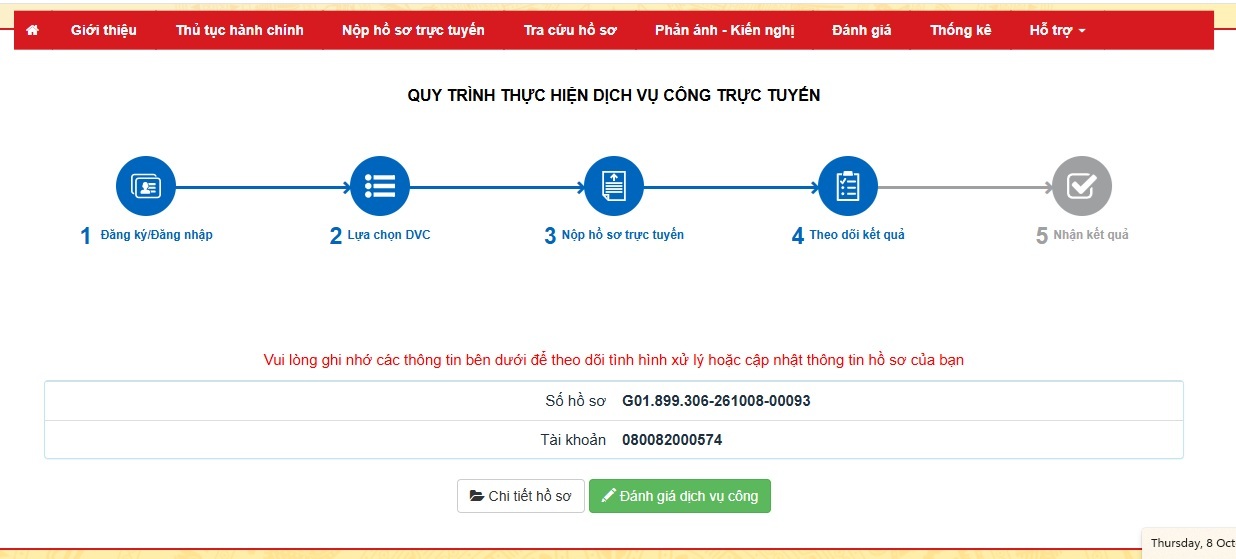 Giới thiệu Thủ tục hành chính Nộp hồ sơ trực tuyến Tra cứu hồ sơ Phản ánh - Kiến nghị Đánh giá Thống kê Hỗ trợ
QUY TRÌNH THỰC HIỆN DỊCH VỤ CÔNG TRỰC TUYẾN
1 Đăng ký/Đăng nhập 2 Lựa chọn DVC 3 Nộp hồ sơ trực tuyến 4 Theo dõi kết quả 5 Nhận kết quả
Vui lòng ghi nhớ các thông tin bên dưới để theo dõi tình hình xử lý hoặc cập nhật thông tin hồ sơ của bạn
Số hồ sơ G01.899.306-261008-00093
Tài khoản 080082000574
Chi tiết hồ sơ Đánh giá dịch vụ công
Thursday, 8 Oct